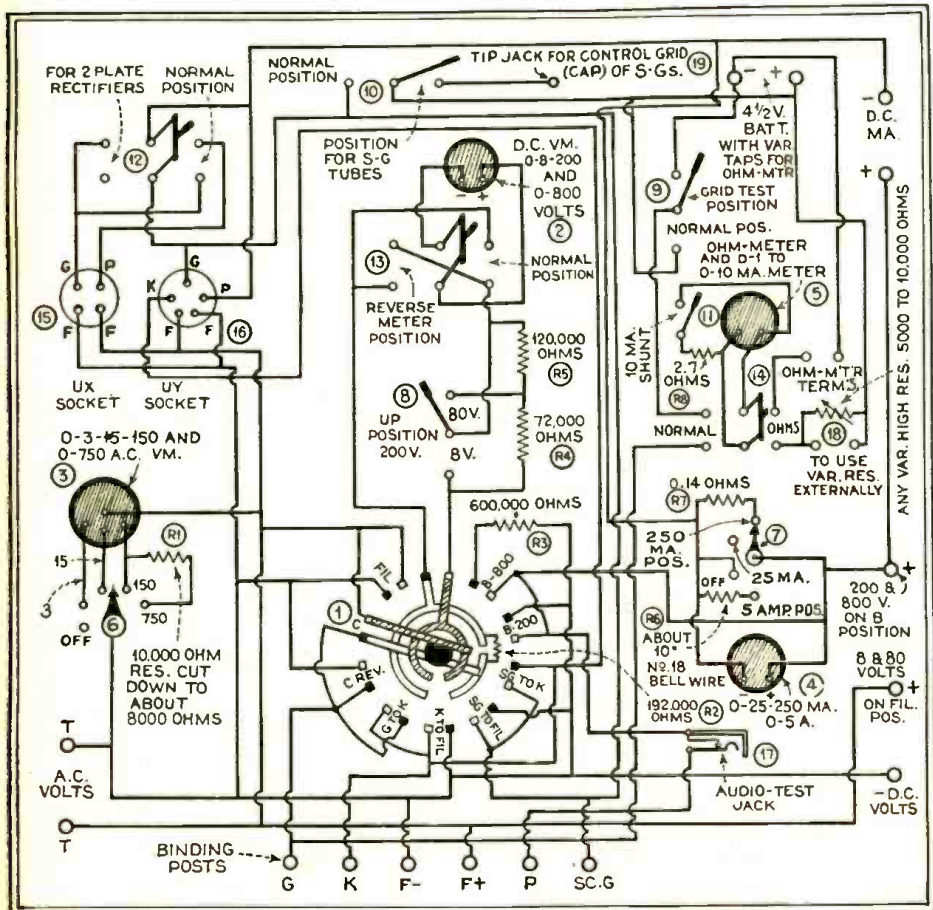 FOR 2 PLATE
RECTIFIERS
NORMAL
POSITION
12
NORMAL
POSITION
10
TIP JACK FOR CONTROL GRID
(CAP) OF S-GS.
19
POSITION
FOR S-G
TUBES
D.C. VM.
0-8-200
AND
0-800
VOLTS
2
- +
- +
4½V.
BATT.
WITH VAR.
TAPS FOR
OHM-MTR
-
D.C.
MA.
+
9
GRID TEST
POSITION
NORMAL POS.
OHM-METER
AND 0-1 TO
0-10 MA. METER
5
13
NORMAL
POSITION
REVERSE
METER
POSITION
G
P
F
F
15
UX
SOCKET
G
K
P
F
F
16
UY
SOCKET
11
10 MA.
SHUNT
2.7
OHMS
R8
14
OHM-MTR
TERMS
NORMAL
OHMS
18
TO USE
VAR. RES.
EXTERNALLY
ANY VAR. HIGH RES. 5000 TO 10,000 OHMS
120,000
OHMS
R5
8
80V.
UP
POSITION
200V.
8V.
72,000
OHMS
R4
0-3-15-150 AND
0-750 A.C. VM.
3
R1
15
3
150
750
6
OFF
10,000 OHM
RES. CUT
DOWN TO
ABOUT
8000 OHMS
600,000 OHMS
R3
0.14 OHMS
R7
250
MA.
POS.
7
OFF
25 MA.
5 AMP. POS.
R6
ABOUT
10"
NO. 18
BELL WIRE
- +
4
0-25-250 MA.
0-5 A.
+
200 &
800 V.
ON B
POSITION
8 & 80
VOLTS
+
ON FIL.
POS.
FIL
B-800
1
C
B-200
C REV.
SG TO K
G TO K
K TO FIL
SG TO FIL
192,000
OHMS
R2
17
AUDIO-TEST
JACK
- D.C.
VOLTS
T
A.C.
VOLTS
T
BINDING
POSTS
G
K
F-
F+
P
SC.G